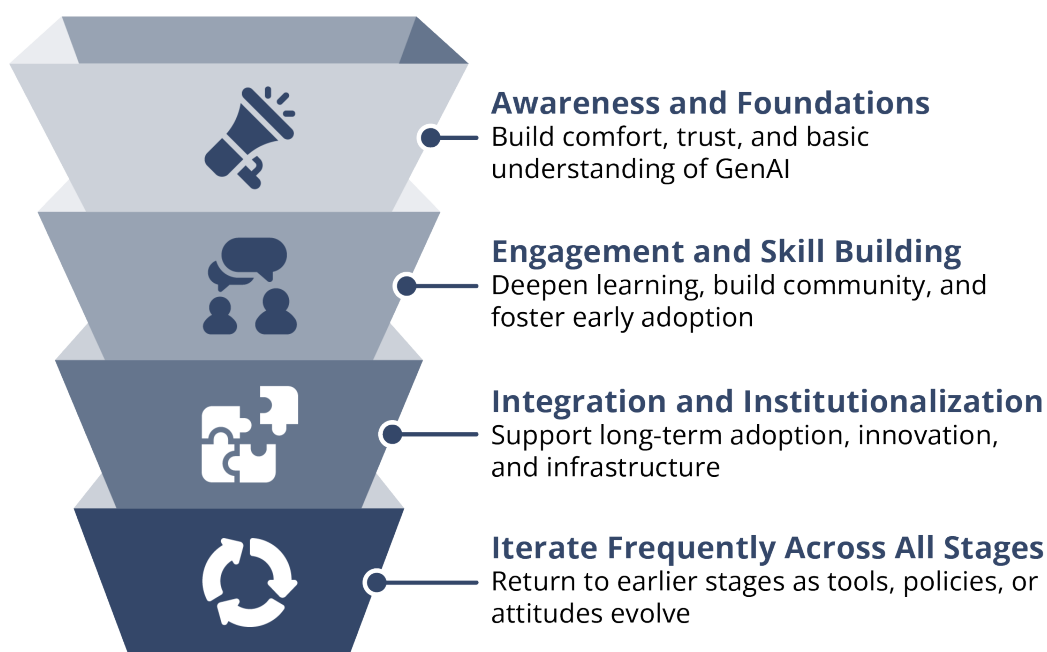 Awareness and Foundations
Build comfort, trust, and basic
understanding of GenAI
Engagement and Skill Building
Deepen learning, build community, and
foster early adoption
Integration and Institutionalization
Support long-term adoption, innovation,
and infrastructure
Iterate Frequently Across All Stages
Return to earlier stages as tools, policies, or
attitudes evolve